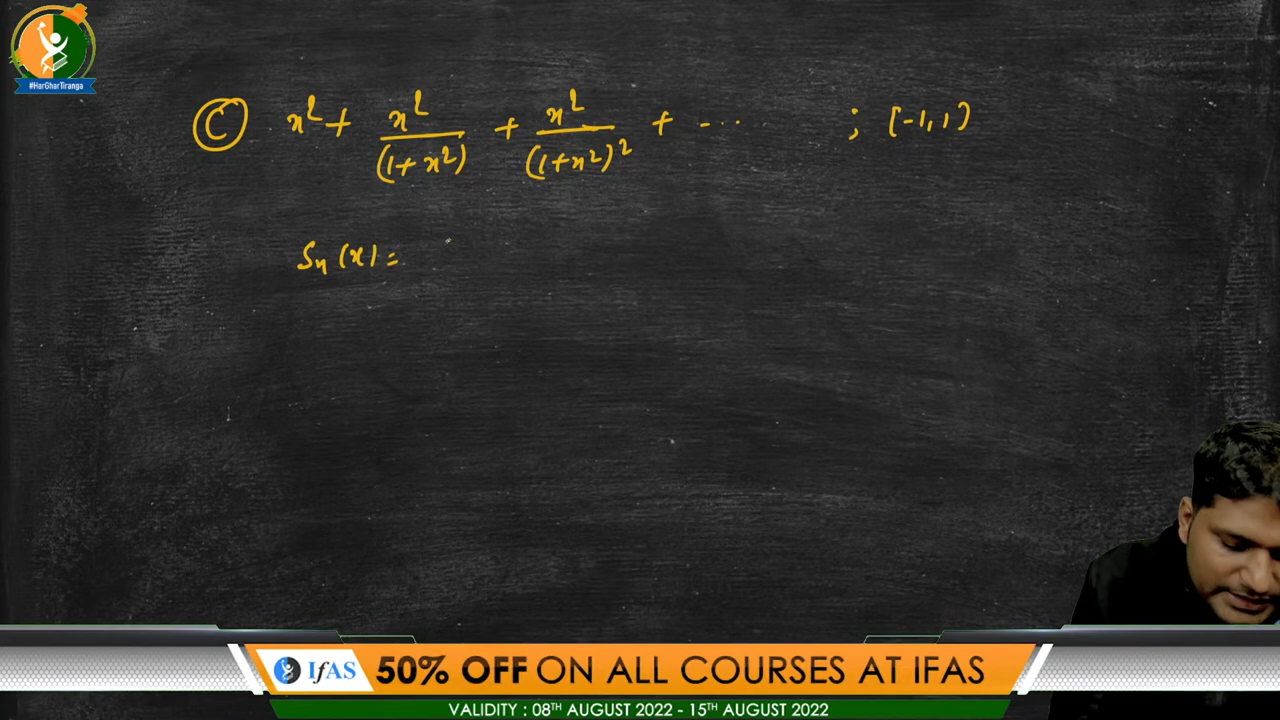 #HarGharTiranga
(C) x² + x²/(1+x²) + x²/(1+x²)² + ... ; [-1,1)
Sn(x) =
IfAS 50% OFF ON ALL COURSES AT IFAS
VALIDITY : 08TH AUGUST 2022 - 15TH AUGUST 2022